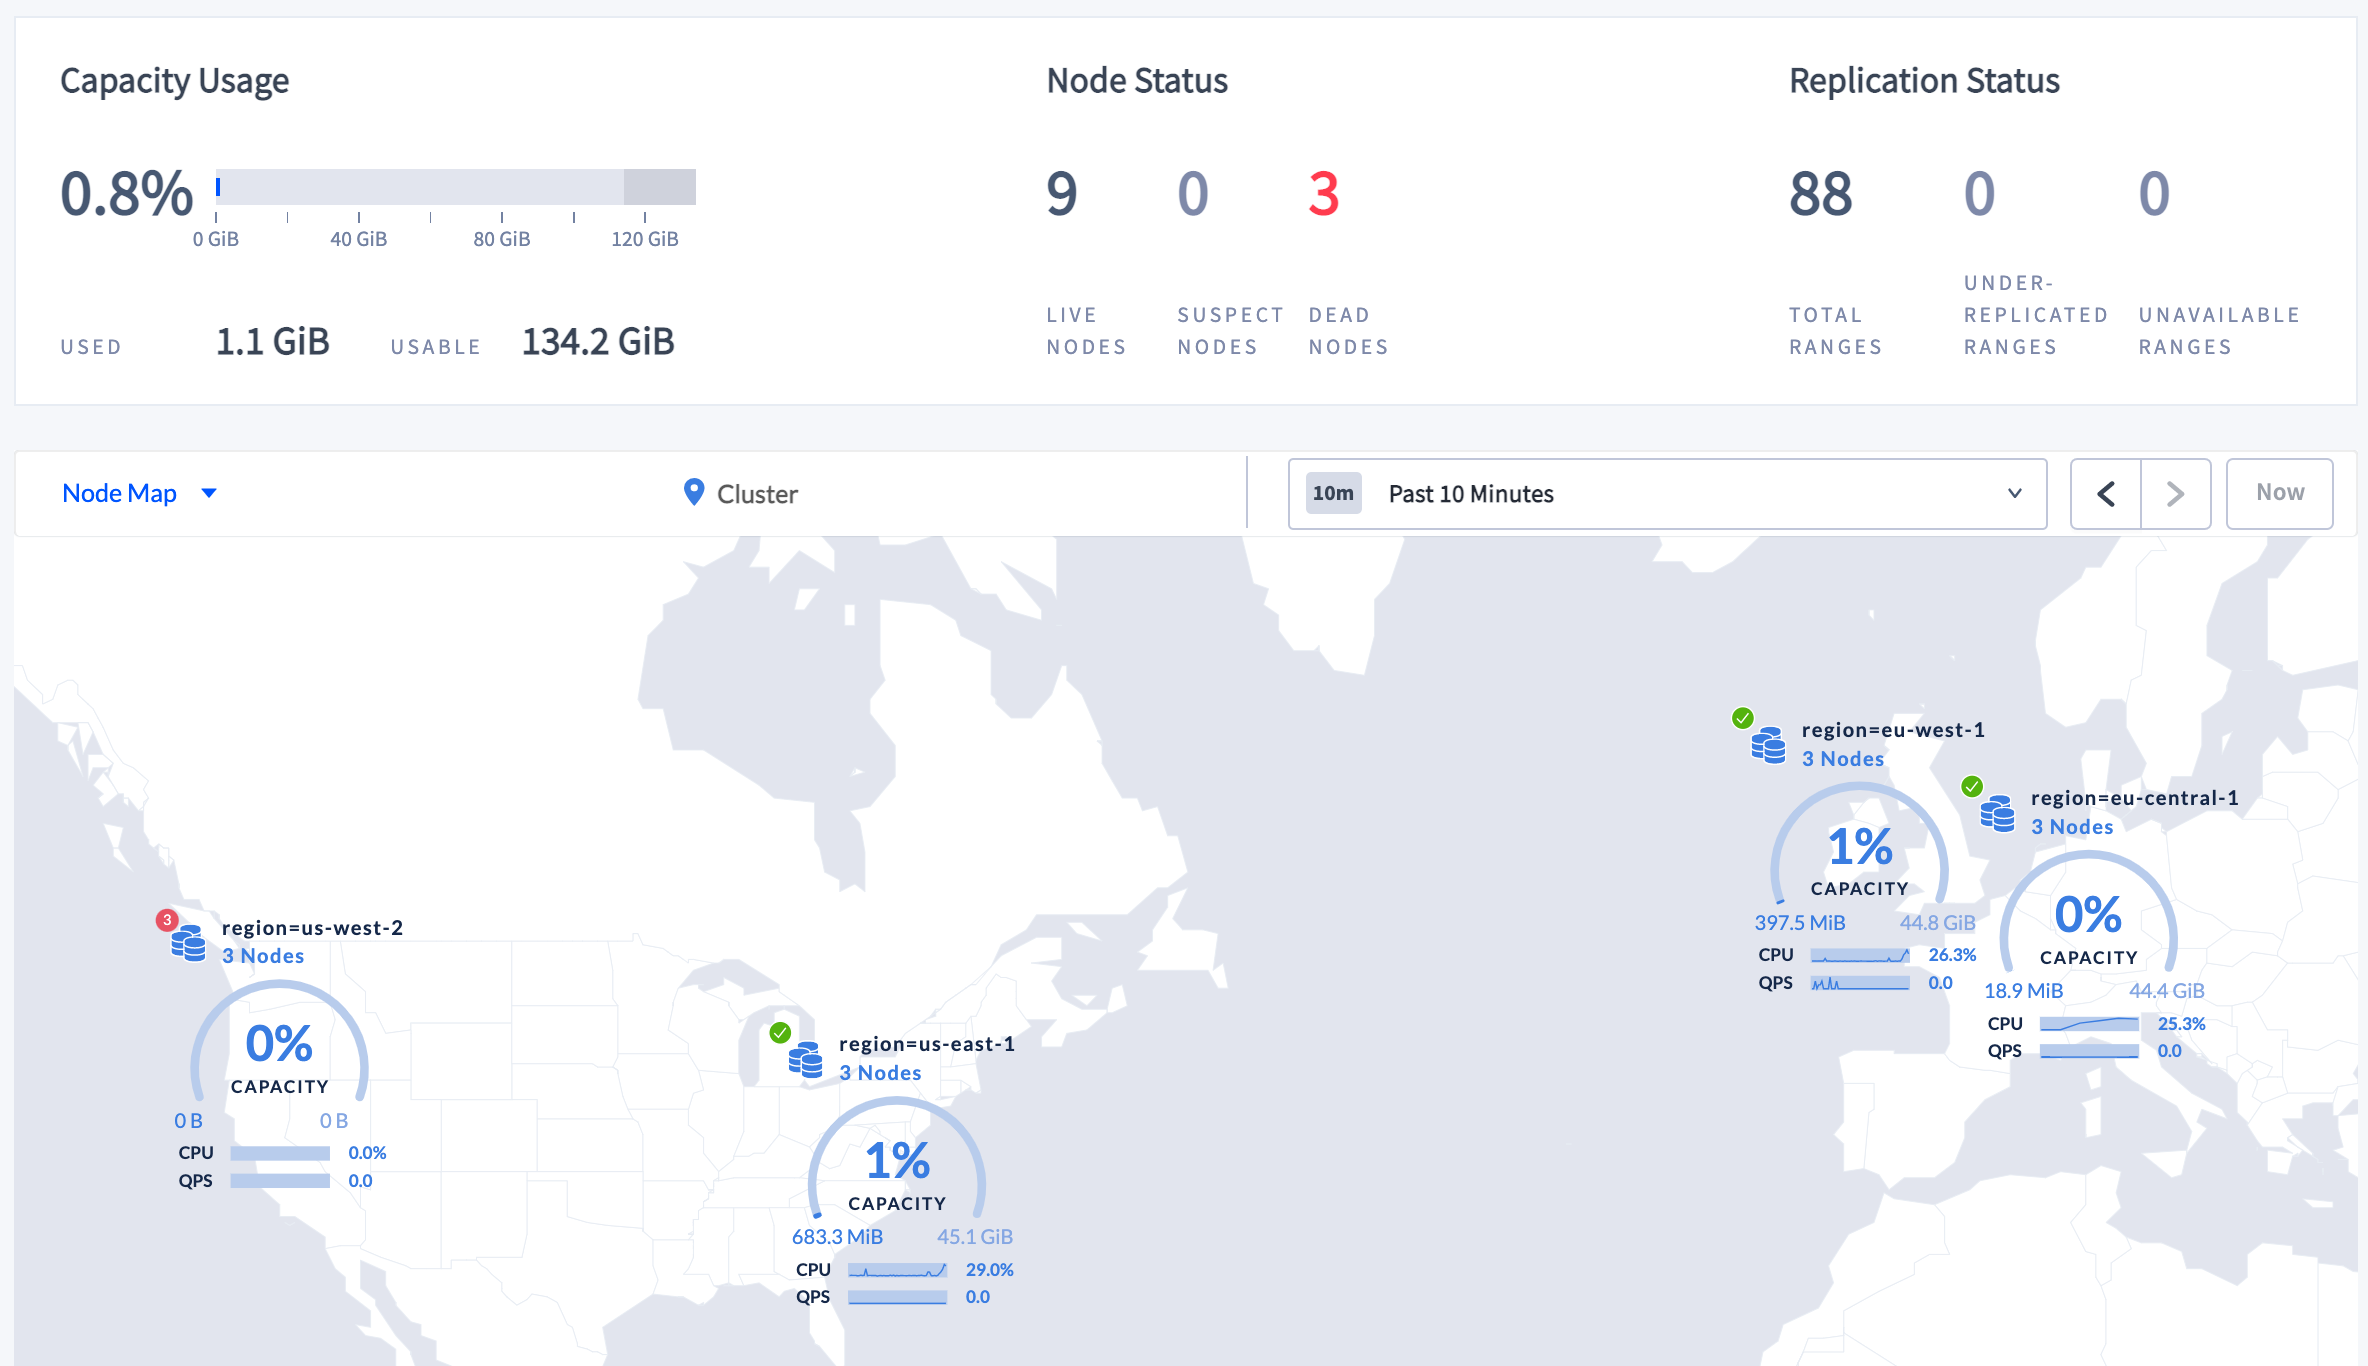 Capacity Usage
0.8%
0 GiB 40 GiB 80 GiB 120 GiB
USED 1.1 GiB USABLE 134.2 GiB
Node Status
9 0 3
LIVE NODES
SUSPECT NODES
DEAD NODES
Replication Status
88 0 0
TOTAL RANGES
UNDER-REPLICATED RANGES
UNAVAILABLE RANGES
Node Map
Cluster
10m Past 10 Minutes
Now
region=eu-west-1
3 Nodes
1%
CAPACITY
397.5 MiB 44.8 GiB
CPU 26.3%
QPS 0.0
region=eu-central-1
3 Nodes
0%
CAPACITY
18.9 MiB 44.4 GiB
CPU 25.3%
QPS 0.0
3
region=us-west-2
3 Nodes
0%
CAPACITY
0 B 0 B
CPU 0.0%
QPS 0.0
region=us-east-1
3 Nodes
1%
CAPACITY
683.3 MiB 45.1 GiB
CPU 29.0%
QPS 0.0